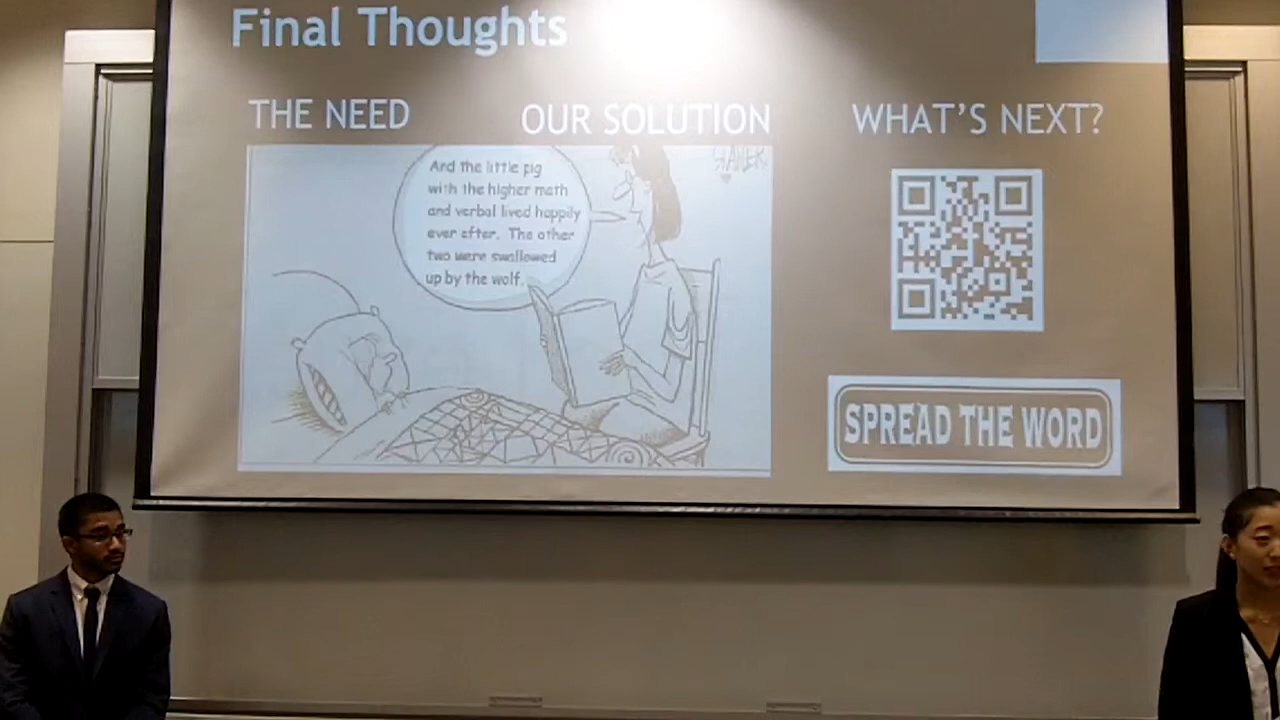 Final Thoughts
THE NEED
OUR SOLUTION
WHAT'S NEXT?
And the little pig
with the higher math
and verbal lived happily
ever after. The other
two were swallowed
up by the wolf.
SPREAD THE WORD